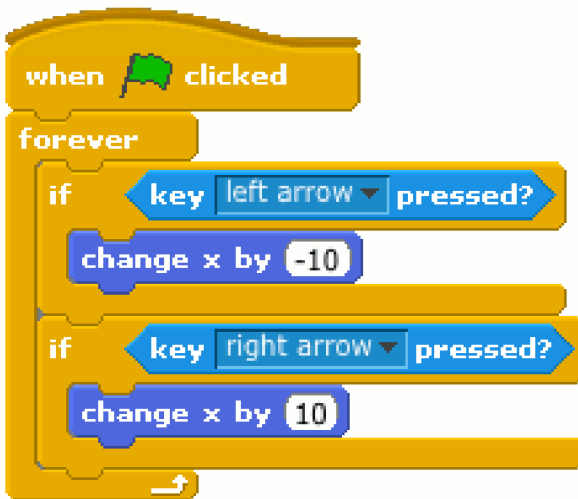 when clicked
forever
if key left arrow pressed?
change x by -10
if key right arrow pressed?
change x by 10